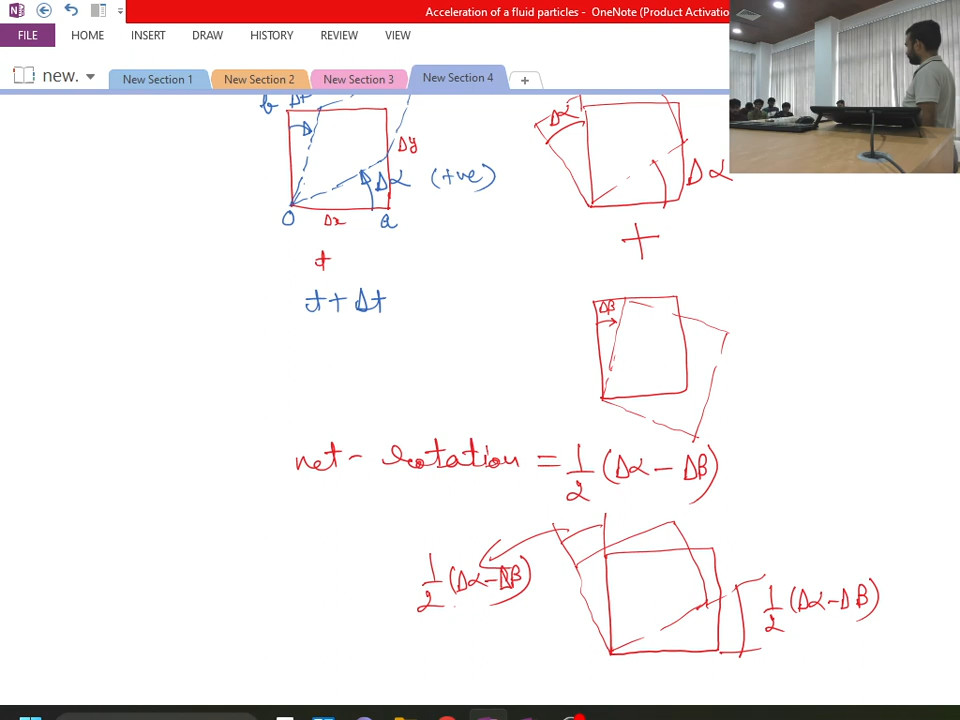 Acceleration of a fluid particles - OneNote (Product Activatio
FILE HOME INSERT DRAW HISTORY REVIEW VIEW
new. New Section 1 New Section 2 New Section 3 New Section 4 +
b
Δα
Δy
Δα (+ve)
Δα
O Δx a
+
t + Δt
Δβ
net- rotation = 1/2 (Δα - Δβ)
1/2 (Δα - Δβ)
1/2 (Δα - Δβ)